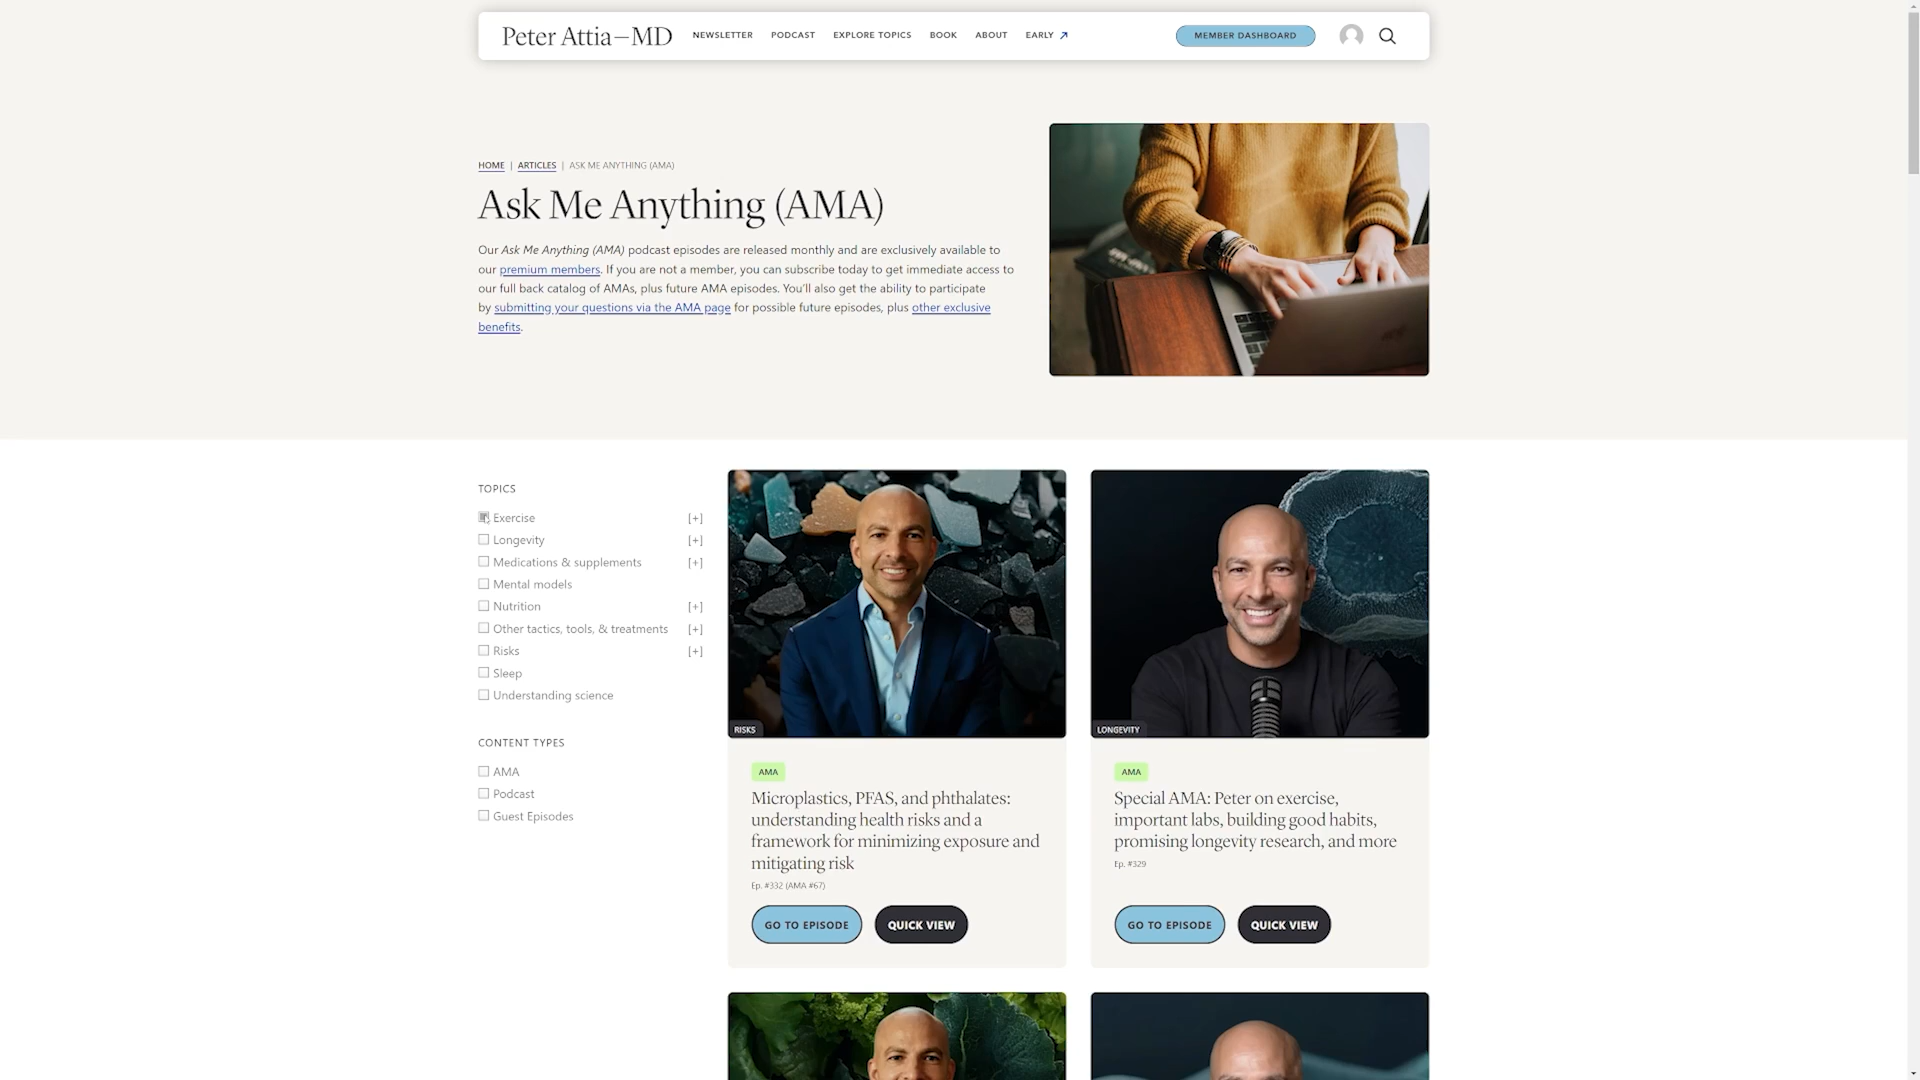 Peter Attia—MD
NEWSLETTER
PODCAST
EXPLORE TOPICS
BOOK
ABOUT
EARLY
MEMBER DASHBOARD
HOME | ARTICLES | ASK ME ANYTHING (AMA)
Ask Me Anything (AMA)
Our Ask Me Anything (AMA) podcast episodes are released monthly and are exclusively available to
our premium members. If you are not a member, you can subscribe today to get immediate access to
our full back catalog of AMAs, plus future AMA episodes. You'll also get the ability to participate
by submitting your questions via the AMA page for possible future episodes, plus other exclusive
benefits.
TOPICS
Exercise [+]
Longevity [+]
Medications & supplements [+]
Mental models
Nutrition [+]
Other tactics, tools, & treatments [+]
Risks [+]
Sleep
Understanding science
CONTENT TYPES
AMA
Podcast
Guest Episodes
RISKS
AMA
Microplastics, PFAS, and phthalates:
understanding health risks and a
framework for minimizing exposure and
mitigating risk
Ep. #332 (AMA #67)
GO TO EPISODE
QUICK VIEW
LONGEVITY
AMA
Special AMA: Peter on exercise,
important labs, building good habits,
promising longevity research, and more
Ep. #329
GO TO EPISODE
QUICK VIEW